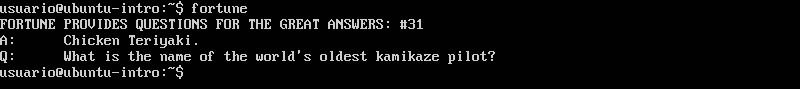 usuario@ubuntu-intro:~$ fortune
FORTUNE PROVIDES QUESTIONS FOR THE GREAT ANSWERS: #31
A:      Chicken Teriyaki.
Q:      What is the name of the world's oldest kamikaze pilot?
usuario@ubuntu-intro:~$